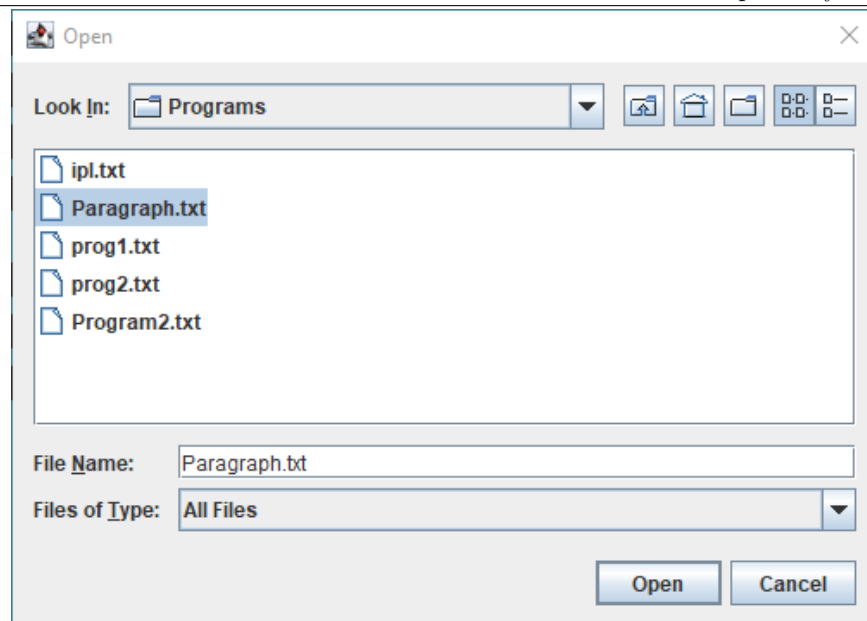 Open
Look In: Programs
ipl.txt
Paragraph.txt
prog1.txt
prog2.txt
Program2.txt
File Name: Paragraph.txt
Files of Type: All Files
Open Cancel